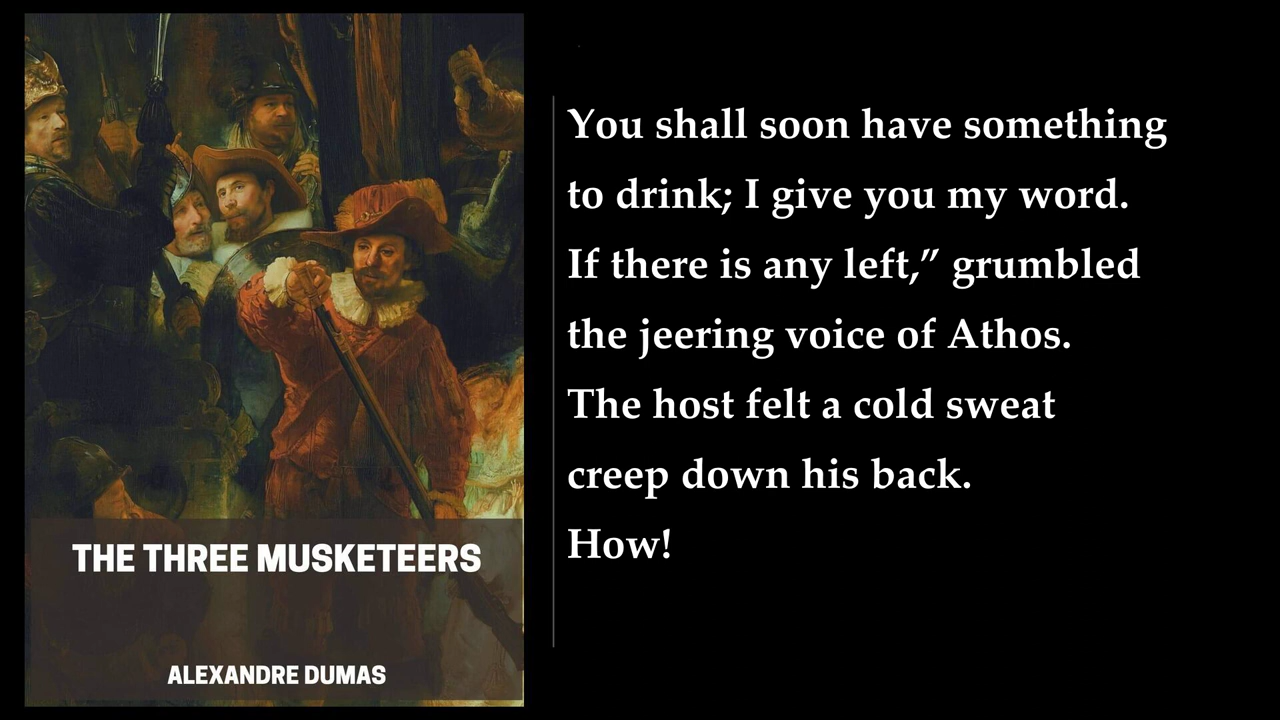 THE THREE MUSKETEERS
ALEXANDRE DUMAS
You shall soon have something
to drink; I give you my word.
If there is any left,” grumbled
the jeering voice of Athos.
The host felt a cold sweat
creep down his back.
How!